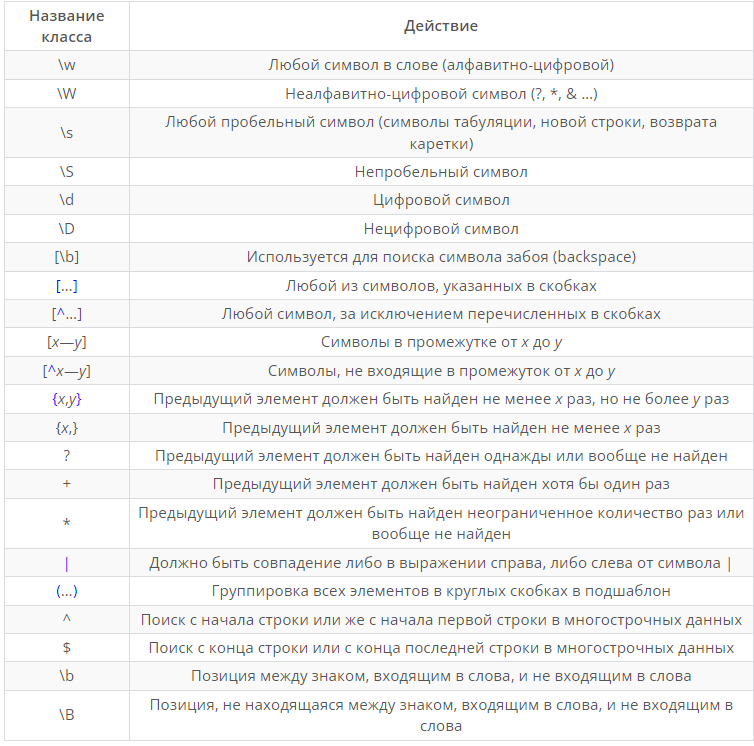 Название
класса
Действие
\w
Любой символ в слове (алфавитно-цифровой)
\W
Неалфавитно-цифровой символ (?, *, & ...)
\s
Любой пробельный символ (символы табуляции, новой строки, возврата
каретки)
\S
Непробельный символ
\d
Цифровой символ
\D
Нецифровой символ
[\b]
Используется для поиска символа забоя (backspace)
[...]
Любой из символов, указанных в скобках
[^...]
Любой символ, за исключением перечисленных в скобках
[x—y]
Символы в промежутке от x до y
[^x—y]
Символы, не входящие в промежуток от x до y
{x,y}
Предыдущий элемент должен быть найден не менее x раз, но не более y раз
{x,}
Предыдущий элемент должен быть найден не менее x раз
?
Предыдущий элемент должен быть найден однажды или вообще не найден
+
Предыдущий элемент должен быть найден хотя бы один раз
*
Предыдущий элемент должен быть найден неограниченное количество раз или
вообще не найден
|
Должно быть совпадение либо в выражении справа, либо слева от символа |
(...)
Группировка всех элементов в круглых скобках в подшаблон
^
Поиск с начала строки или же с начала первой строки в многострочных данных
$
Поиск с конца строки или с конца последней строки в многострочных данных
\b
Позиция между знаком, входящим в слова, и не входящим в слова
\B
Позиция, не находящаяся между знаком, входящим в слова, и не входящим в
слова